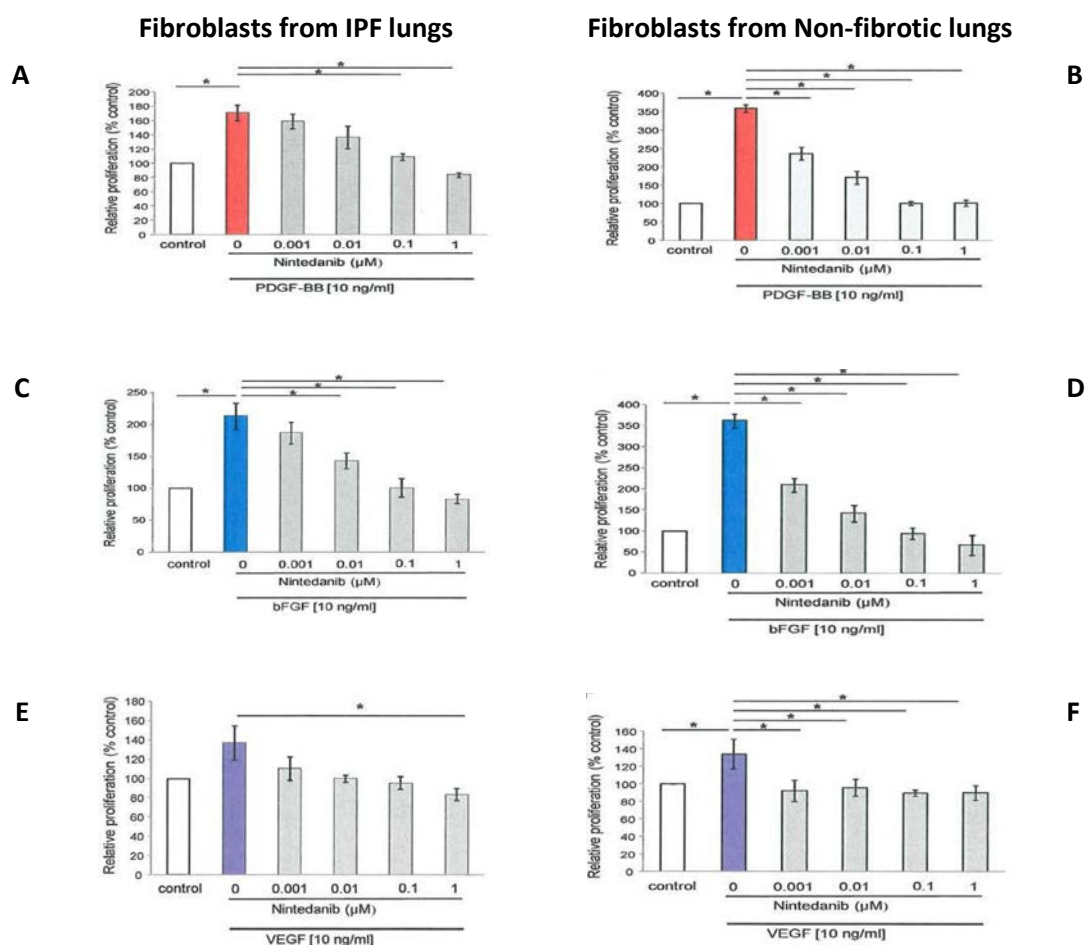 Fibroblasts from IPF lungs
Fibroblasts from Non-fibrotic lungs
A
Relative proliferation (% control)
200
180
160
140
120
100
80
60
40
20
0
* * *
control 0 0.001 0.01 0.1 1
Nintedanib (µM)
PDGF-BB [10 ng/ml]
B
Relative proliferation (% control)
400
350
300
250
200
150
100
50
0
* * * * *
control 0 0.001 0.01 0.1 1
Nintedanib (µM)
PDGF-BB [10 ng/ml]
C
Relative proliferation (% control)
250
200
150
100
50
0
* * * *
control 0 0.001 0.01 0.1 1
Nintedanib (µM)
bFGF [10 ng/ml]
D
Relative proliferation (% control)
400
350
300
250
200
150
100
50
0
* * * * *
control 0 0.001 0.01 0.1 1
Nintedanib (µM)
bFGF [10 ng/ml]
E
Relative proliferation (% control)
180
160
140
120
100
80
60
40
20
0
*
control 0 0.001 0.01 0.1 1
Nintedanib (µM)
VEGF [10 ng/ml]
F
Relative proliferation (% control)
160
140
120
100
80
60
40
20
0
* * * * *
control 0 0.001 0.01 0.1 1
Nintedanib (µM)
VEGF [10 ng/ml]